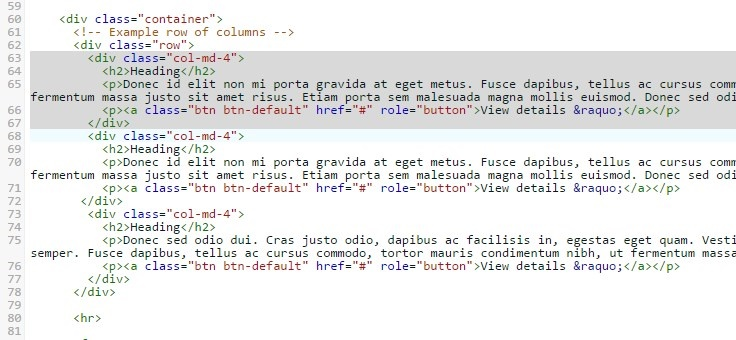 59
60 <div class="container">
61 <!-- Example row of columns -->
62 <div class="row">
63 <div class="col-md-4">
64 <h2>Heading</h2>
65 <p>Donec id elit non mi porta gravida at eget metus. Fusce dapibus, tellus ac cursus comm
fermentum massa justo sit amet risus. Etiam porta sem malesuada magna mollis euismod. Donec sed odi
66 <p><a class="btn btn-default" href="#" role="button">View details &raquo;</a></p>
67 </div>
68 <div class="col-md-4">
69 <h2>Heading</h2>
70 <p>Donec id elit non mi porta gravida at eget metus. Fusce dapibus, tellus ac cursus comm
fermentum massa justo sit amet risus. Etiam porta sem malesuada magna mollis euismod. Donec sed odi
71 <p><a class="btn btn-default" href="#" role="button">View details &raquo;</a></p>
72 </div>
73 <div class="col-md-4">
74 <h2>Heading</h2>
75 <p>Donec sed odio dui. Cras justo odio, dapibus ac facilisis in, egestas eget quam. Vesti
semper. Fusce dapibus, tellus ac cursus commodo, tortor mauris condimentum nibh, ut fermentum massa
76 <p><a class="btn btn-default" href="#" role="button">View details &raquo;</a></p>
77 </div>
78 </div>
79
80 <hr>
81